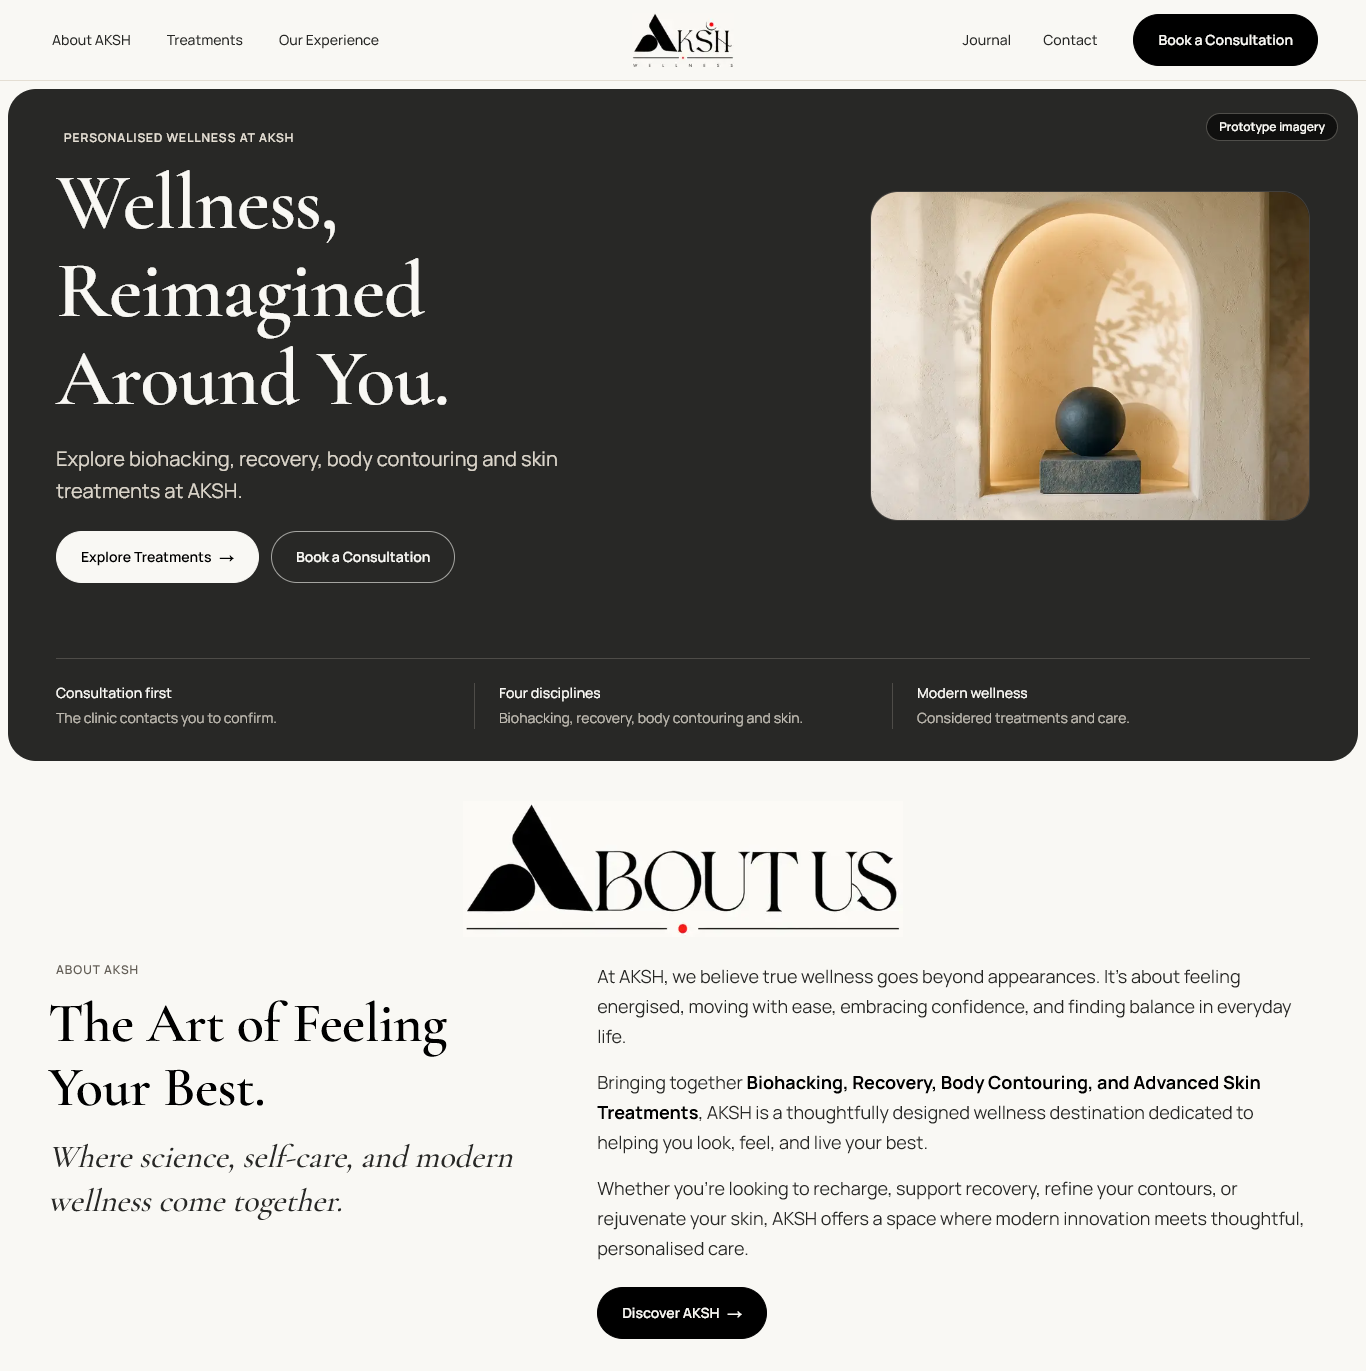 About AKSH
Treatments
Our Experience
AKSH
WELLNESS
Journal
Contact
Book a Consultation
PERSONALISED WELLNESS AT AKSH
Prototype imagery
Wellness,
Reimagined
Around You.
Explore biohacking, recovery, body contouring and skin
treatments at AKSH.
Explore Treatments →
Book a Consultation
Consultation first
The clinic contacts you to confirm.
Four disciplines
Biohacking, recovery, body contouring and skin.
Modern wellness
Considered treatments and care.
ABOUT US
ABOUT AKSH
The Art of Feeling
Your Best.
Where science, self-care, and modern
wellness come together.
At AKSH, we believe true wellness goes beyond appearances. It's about feeling
energised, moving with ease, embracing confidence, and finding balance in everyday
life.
Bringing together Biohacking, Recovery, Body Contouring, and Advanced Skin
Treatments, AKSH is a thoughtfully designed wellness destination dedicated to
helping you look, feel, and live your best.
Whether you're looking to recharge, support recovery, refine your contours, or
rejuvenate your skin, AKSH offers a space where modern innovation meets thoughtful,
personalised care.
Discover AKSH →